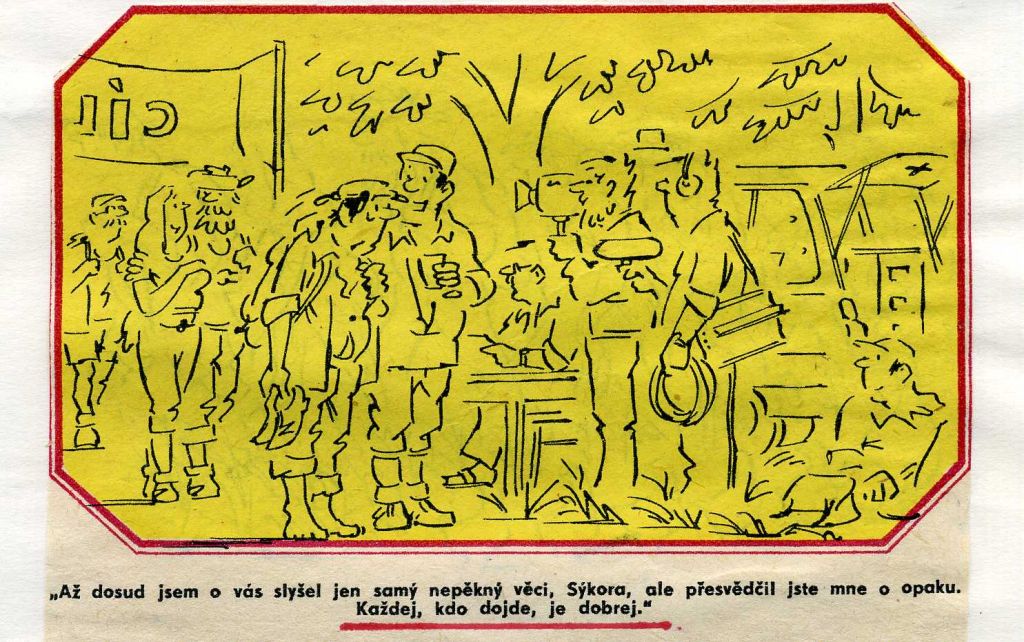 CÍL
„Až dosud jsem o vás slyšel jen samý nepěkný věci, Sýkora, ale přesvědčil jste mne o opaku.
Každej, kdo dojde, je dobrej.“